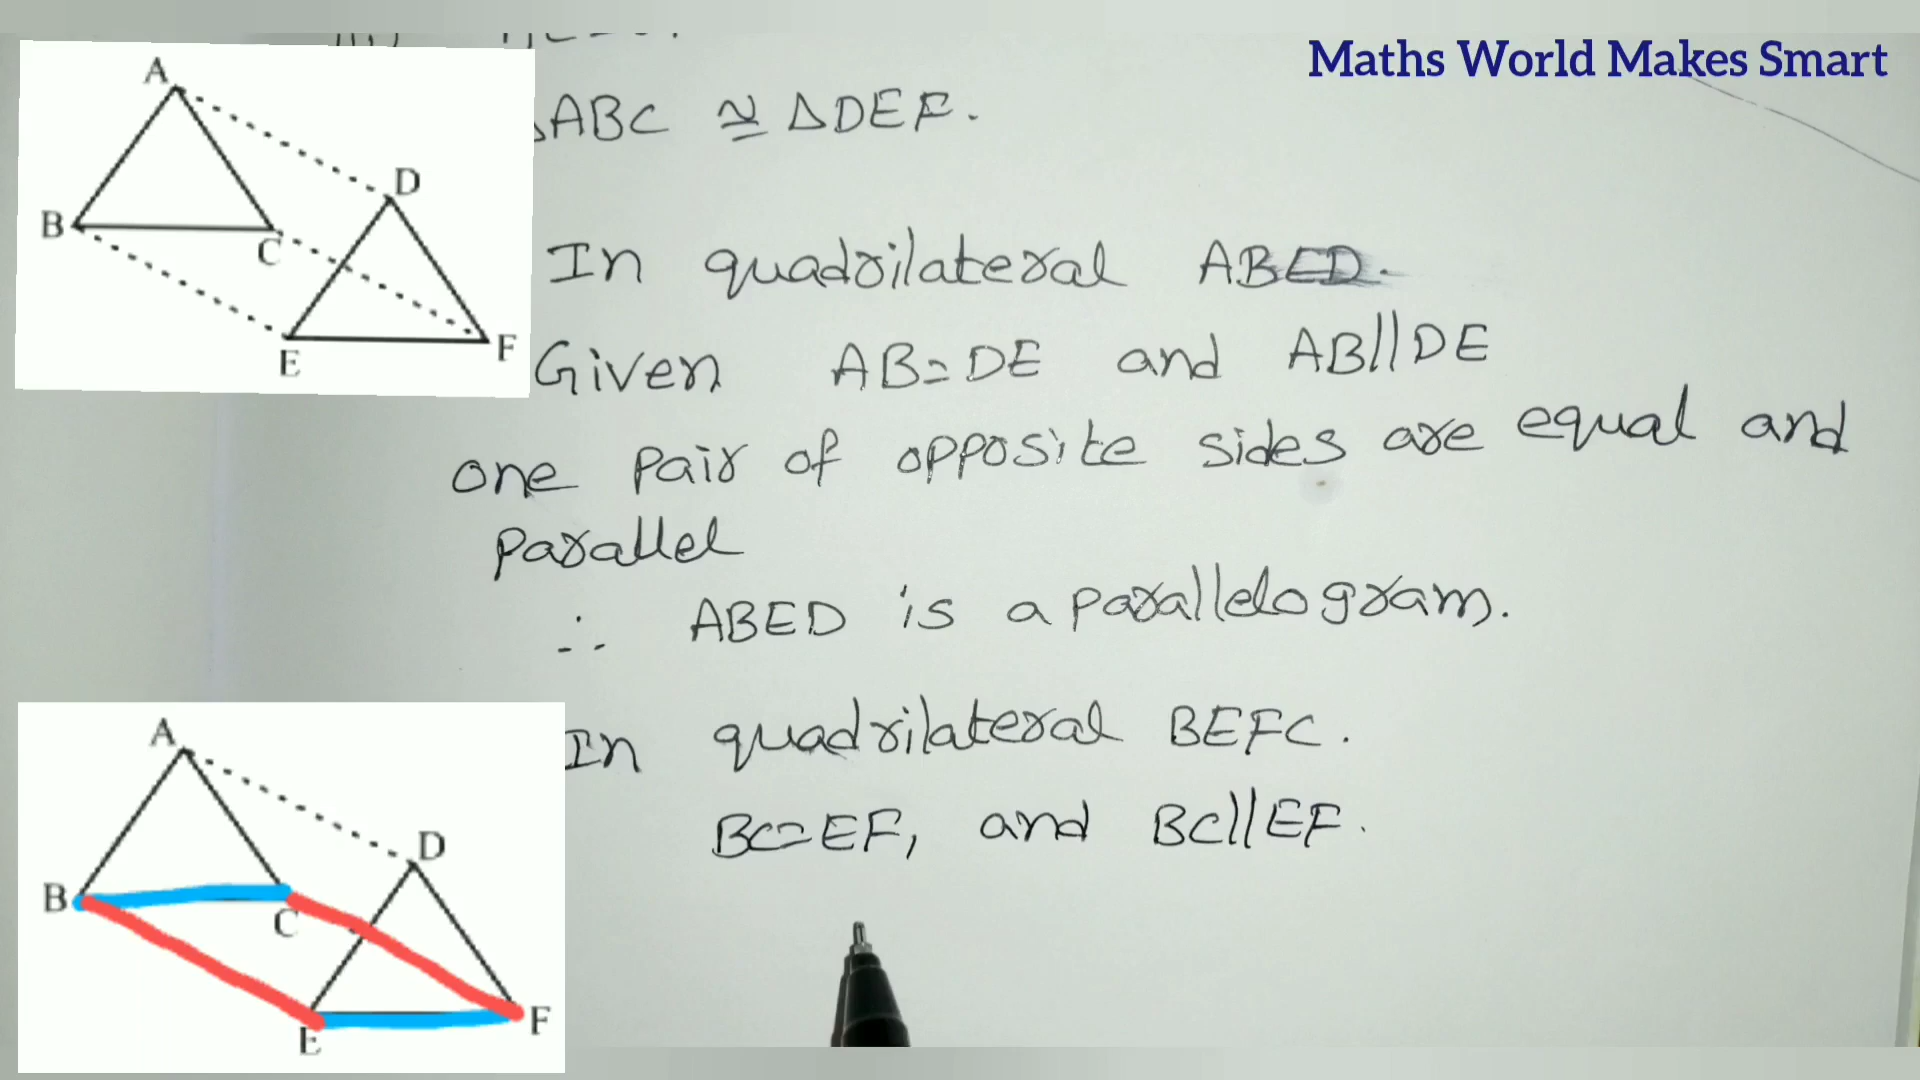 Maths World Makes Smart
ABC ≅ ΔDEF.
In quadrilateral ABED.
Given AB=DE and AB||DE
one pair of opposite sides are equal and
parallel
∴ ABED is a parallelogram.
In quadrilateral BEFC.
BC=EF, and BC||EF.
A
D
B
C
E
F
A
D
B
C
E
F